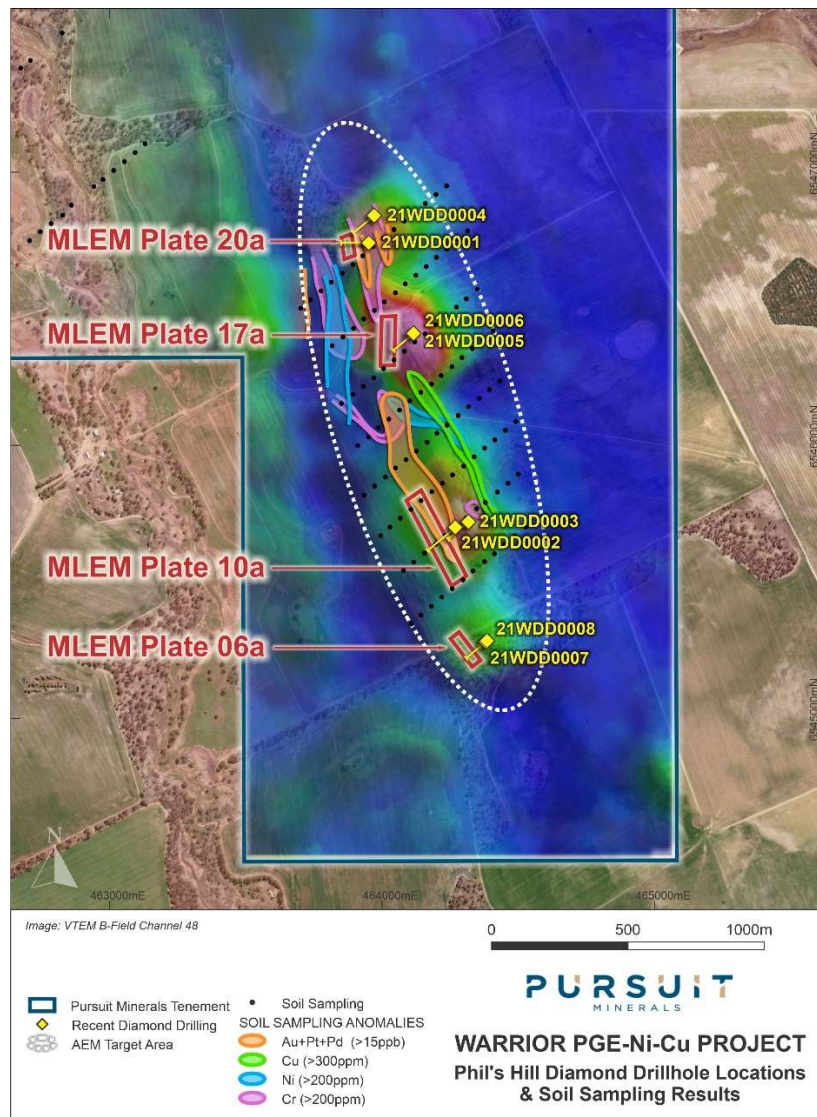 6547000mN
21WDD0004
MLEM Plate 20a
21WDD0001
21WDD0006
MLEM Plate 17a
21WDD0005
6546000mN
21WDD0003
21WDD0002
MLEM Plate 10a
21WDD0008
MLEM Plate 06a
21WDD0007
6545000mN
N
463000mE
464000mE
465000mE
Image: VTEM B-Field Channel 48
0 500 1000m
PURSUIT
MINERALS
Pursuit Minerals Tenement
Recent Diamond Drilling
AEM Target Area
Soil Sampling
SOIL SAMPLING ANOMALIES
Au+Pt+Pd (>15ppb)
Cu (>300ppm)
Ni (>200ppm)
Cr (>200ppm)
WARRIOR PGE-Ni-Cu PROJECT
Phil's Hill Diamond Drillhole Locations
& Soil Sampling Results